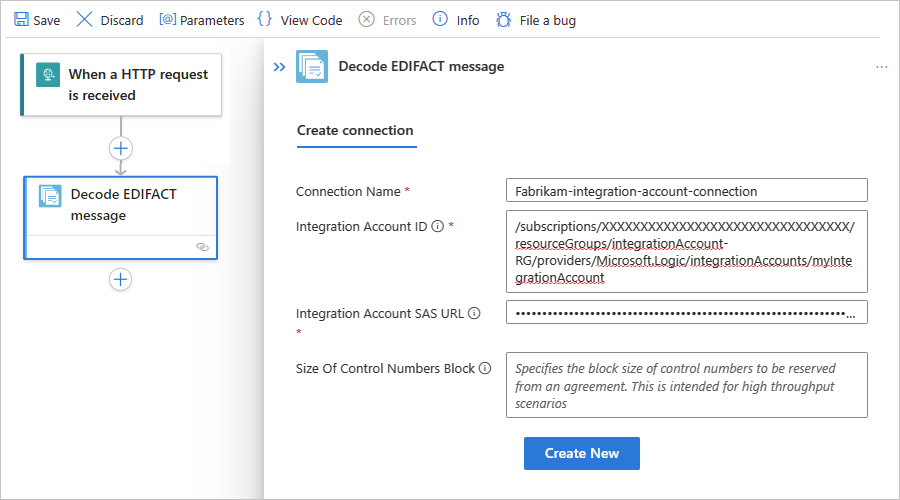 Save Discard [@] Parameters {} View Code Errors Info File a bug
When a HTTP request
is received
Decode EDIFACT
message
Decode EDIFACT message
Create connection
Connection Name *
Fabrikam-integration-account-connection
Integration Account ID *
/subscriptions/XXXXXXXXXXXXXXXXXXXXXXXXXXXXXXXX/
resourceGroups/integrationAccount-
RG/providers/Microsoft.Logic/integrationAccounts/myInte
grationAccount
Integration Account SAS URL
*
Size Of Control Numbers Block
Specifies the block size of control numbers to be reserved
from an agreement. This is intended for high throughput
scenarios
Create New